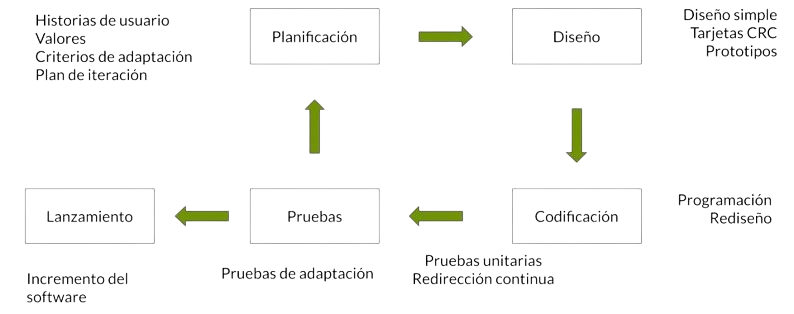 Historias de usuario
Valores
Criterios de adaptación
Plan de iteración
Planificación
Diseño
Diseño simple
Tarjetas CRC
Prototipos
Lanzamiento
Pruebas
Codificación
Programación
Rediseño
Incremento del
software
Pruebas de adaptación
Pruebas unitarias
Redirección continua